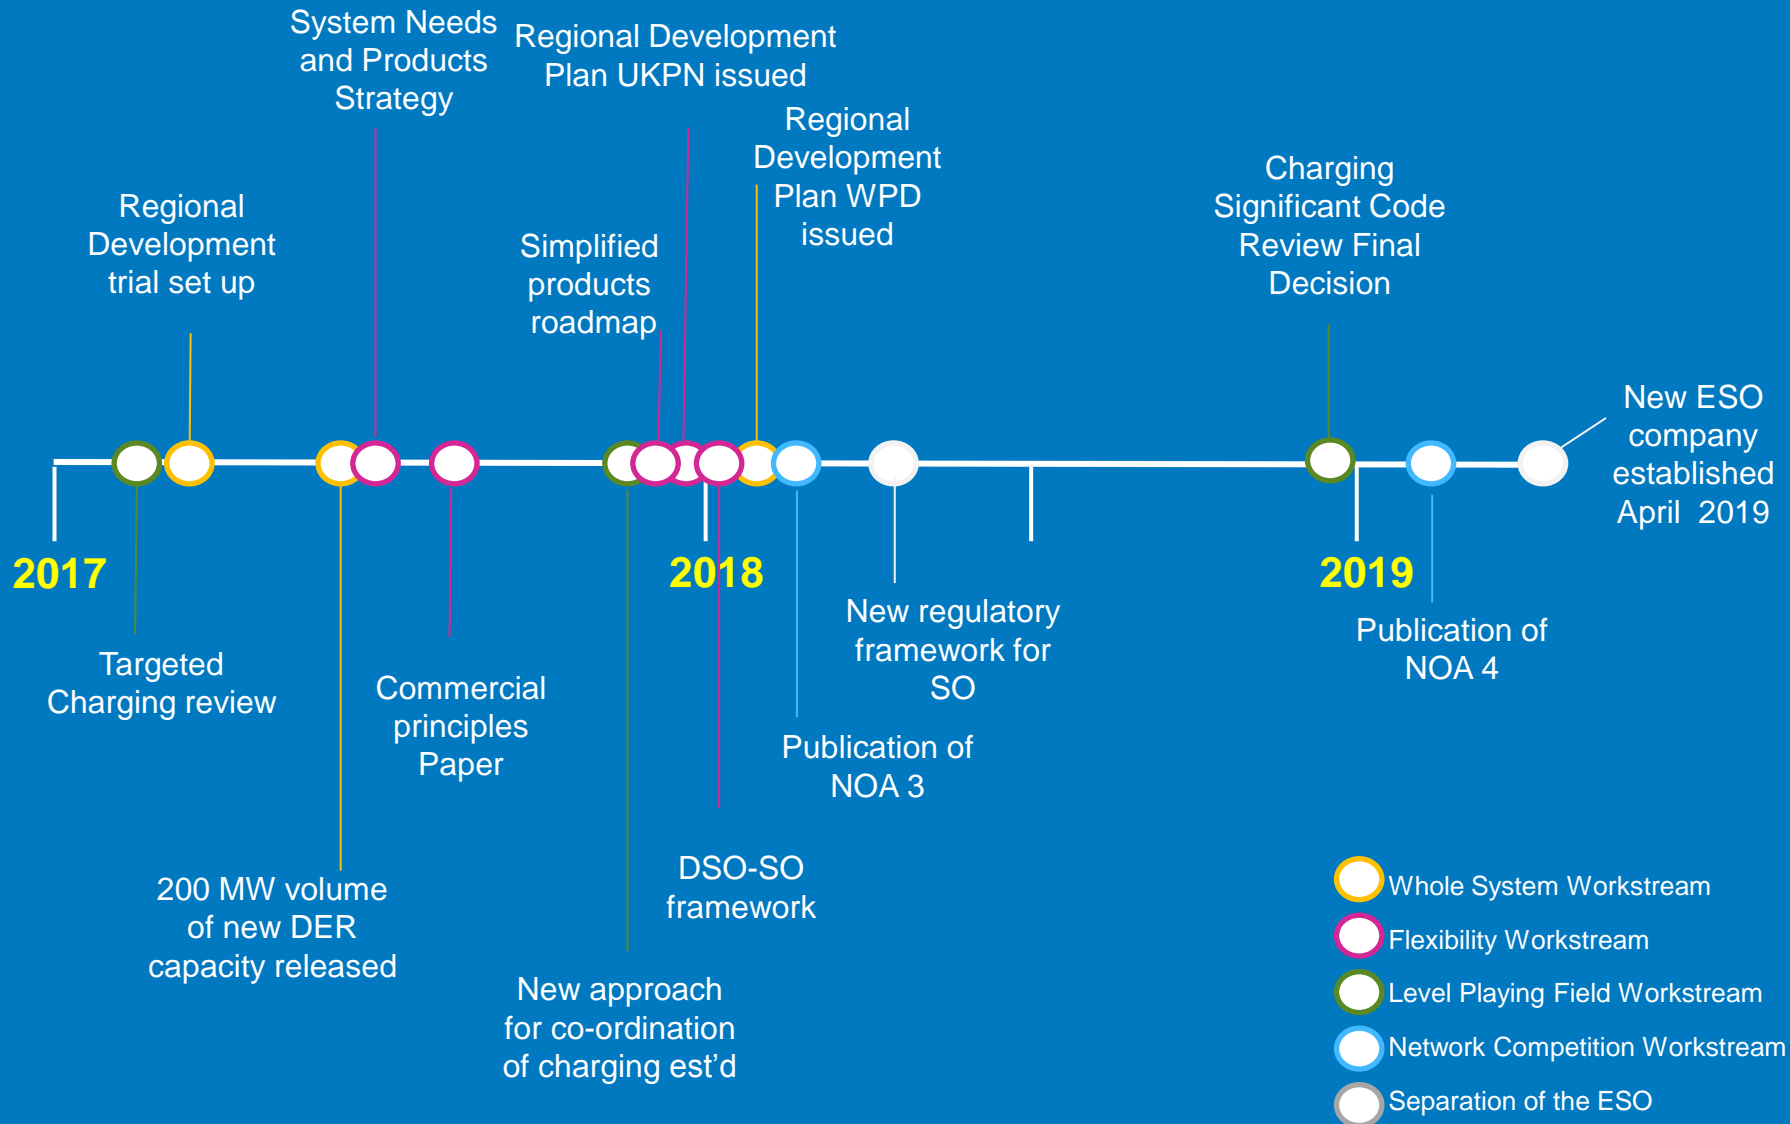 System Needs
and Products
Strategy
Regional Development
Plan UKPN issued
Regional
Development
Plan WPD
issued
Charging
Significant Code
Review Final
Decision
Regional
Development
trial set up
Simplified
products
roadmap
New ESO
company
established
April 2019
2017
2018
2019
Targeted
Charging review
Commercial
principles
Paper
New regulatory
framework for
SO
Publication of
NOA 3
Publication of
NOA 4
200 MW volume
of new DER
capacity released
DSO-SO
framework
New approach
for co-ordination
of charging est’d
Whole System Workstream
Flexibility Workstream
Level Playing Field Workstream
Network Competition Workstream
Separation of the ESO